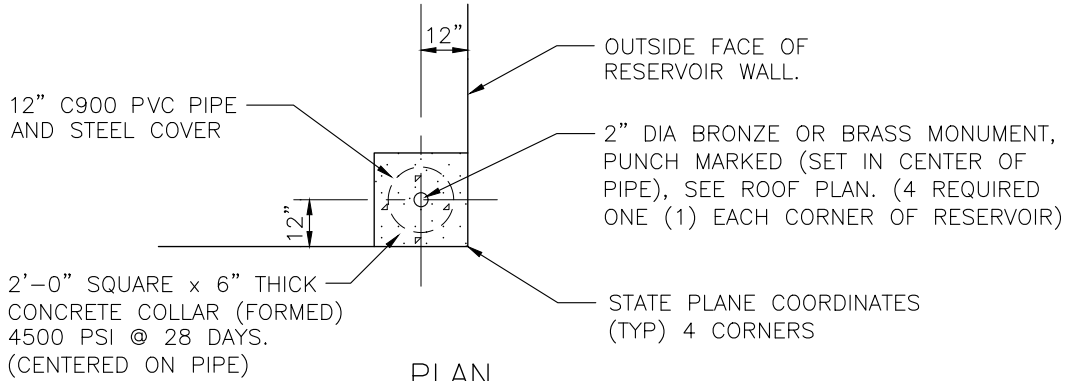 12”
OUTSIDE FACE OF
RESERVOIR WALL.
12” C900 PVC PIPE
AND STEEL COVER
2” DIA BRONZE OR BRASS MONUMENT,
PUNCH MARKED (SET IN CENTER OF
PIPE), SEE ROOF PLAN. (4 REQUIRED
ONE (1) EACH CORNER OF RESERVOIR)
12”
2’-0” SQUARE x 6” THICK
CONCRETE COLLAR (FORMED)
4500 PSI @ 28 DAYS.
(CENTERED ON PIPE)
STATE PLANE COORDINATES
(TYP) 4 CORNERS
PLAN